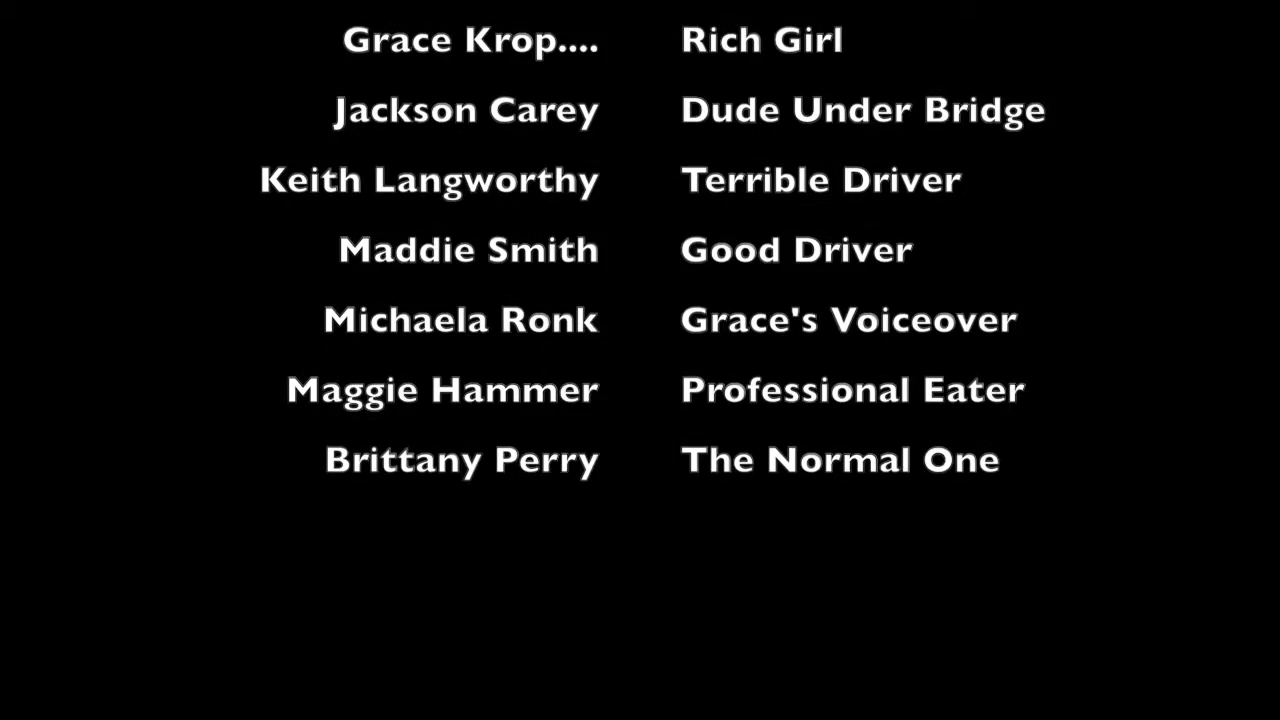 Grace Krop.... Rich Girl
Jackson Carey Dude Under Bridge
Keith Langworthy Terrible Driver
Maddie Smith Good Driver
Michaela Ronk Grace's Voiceover
Maggie Hammer Professional Eater
Brittany Perry The Normal One